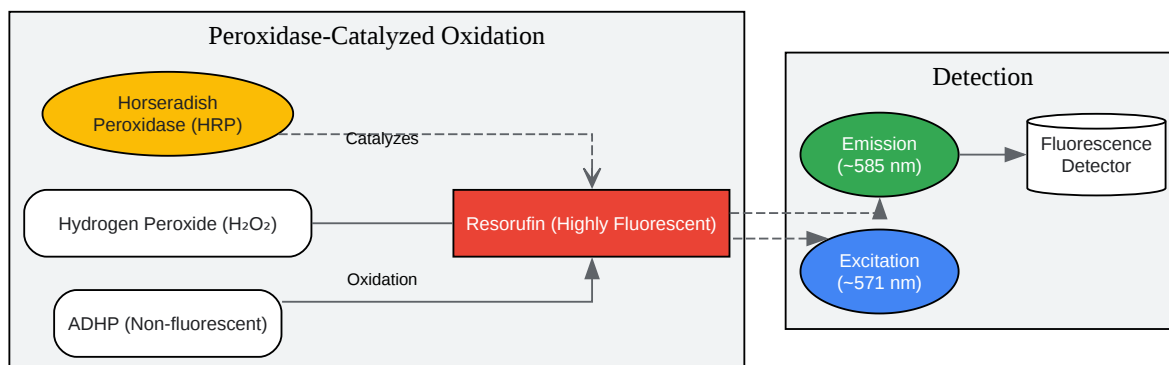 Peroxidase-Catalyzed Oxidation
Horseradish
Peroxidase (HRP)
Catalyzes
Hydrogen Peroxide (H₂O₂)
Resorufin (Highly Fluorescent)
Oxidation
ADHP (Non-fluorescent)
Detection
Emission
(~585 nm)
Fluorescence
Detector
Excitation
(~571 nm)